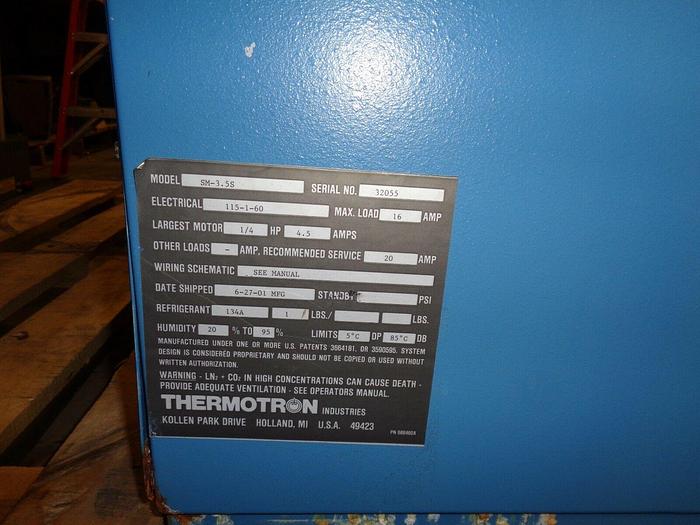 MODEL SM-3.5S SERIAL NO. 32055
ELECTRICAL 115-1-60 MAX. LOAD 16 AMP
LARGEST MOTOR 1/4 HP 4.5 AMPS
OTHER LOADS - AMP. RECOMMENDED SERVICE 20 AMP
WIRING SCHEMATIC SEE MANUAL
DATE SHIPPED 6-27-01 MFG STANDBY PSI
REFRIGERANT 134A 1 / LBS./ LBS.
HUMIDITY 20 % TO 95 % LIMITS 5°C DP 85°C DB
MANUFACTURED UNDER ONE OR MORE U.S. PATENTS 3664181, OR 3590595. SYSTEM
DESIGN IS CONSIDERED PROPRIETARY AND SHOULD NOT BE COPIED OR USED WITHOUT
WRITTEN AUTHORIZATION.
WARNING - LN₂ + CO₂ IN HIGH CONCENTRATIONS CAN CAUSE DEATH -
PROVIDE ADEQUATE VENTILATION - SEE OPERATORS MANUAL.
THERMOTRON INDUSTRIES
KOLLEN PARK DRIVE HOLLAND, MI U.S.A. 49423
PN